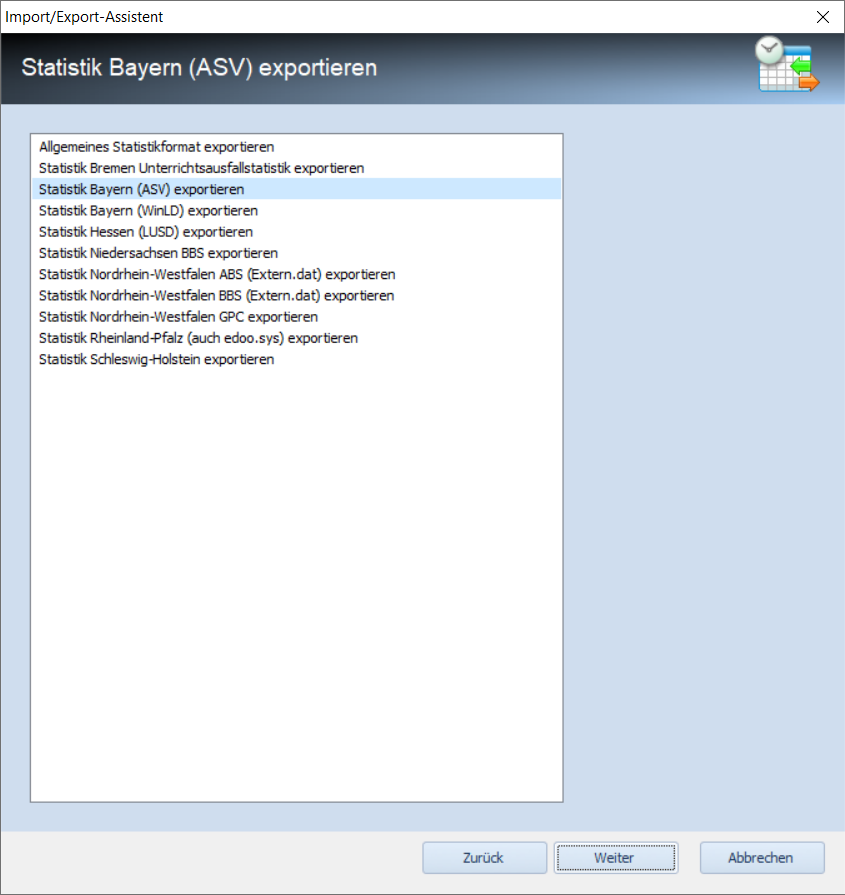 Import/Export-Assistent
Statistik Bayern (ASV) exportieren
Allgemeines Statistikformat exportieren
Statistik Bremen Unterrichtsausfallstatistik exportieren
Statistik Bayern (ASV) exportieren
Statistik Bayern (WinLD) exportieren
Statistik Hessen (LUSD) exportieren
Statistik Niedersachsen BBS exportieren
Statistik Nordrhein-Westfalen ABS (Extern.dat) exportieren
Statistik Nordrhein-Westfalen BBS (Extern.dat) exportieren
Statistik Nordrhein-Westfalen GPC exportieren
Statistik Rheinland-Pfalz (auch edoo.sys) exportieren
Statistik Schleswig-Holstein exportieren
Zurück Weiter Abbrechen